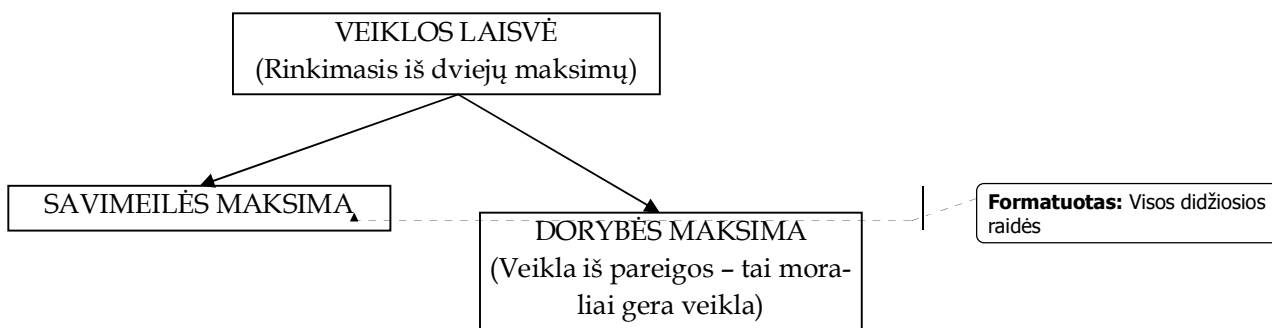 VEIKLOS LAISVĖ
(Rinkimasis iš dviejų maksimų)
SAVIMEILĖS MAKSIMA
DORYBĖS MAKSIMA
(Veikla iš pareigos – tai mora-
liai gera veikla)
Formatuotas: Visos didžiosios
raidės